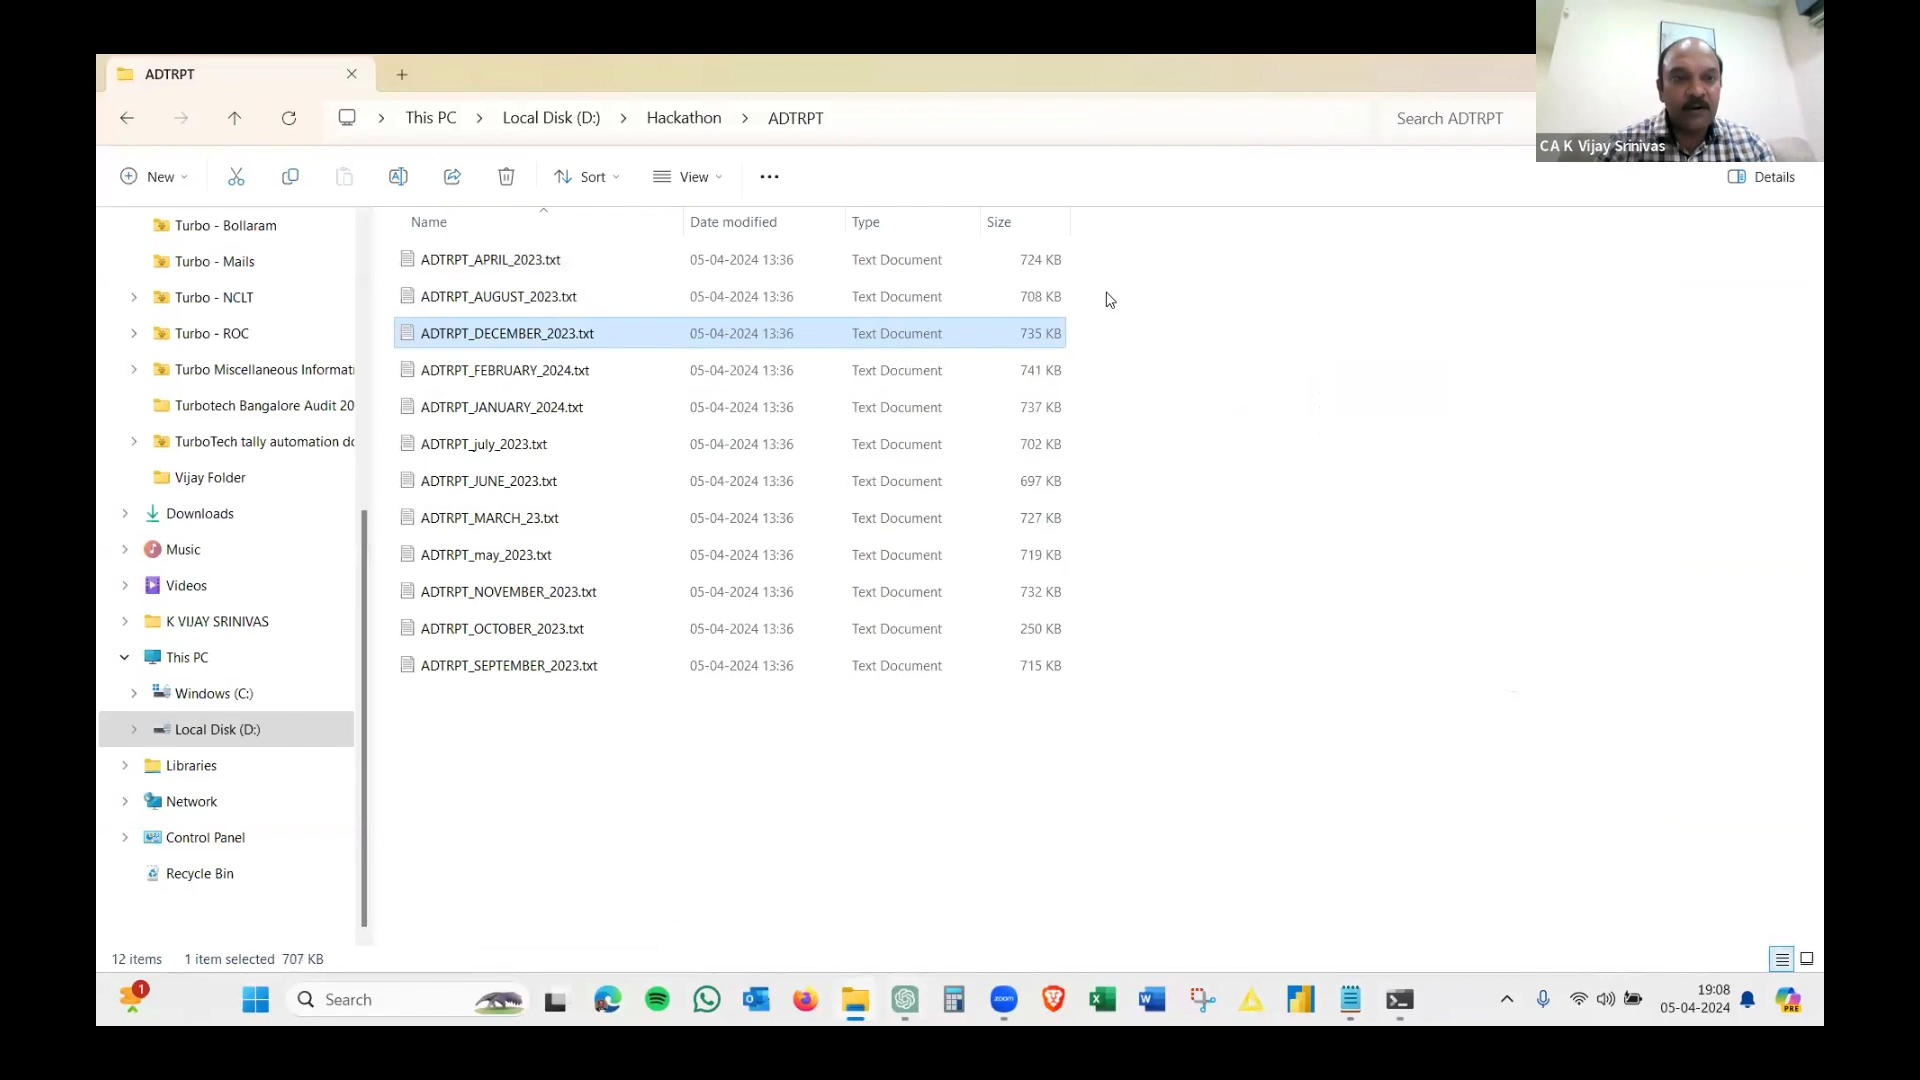 ADTRPT
C A K Vijay Srinivas
This PC > Local Disk (D:) > Hackathon > ADTRPT
Search ADTRPT
New
Sort
View
Details
Turbo - Bollaram
Turbo - Mails
Turbo - NCLT
Turbo - ROC
Turbo Miscellaneous Informati
Turbotech Bangalore Audit 20
TurboTech tally automation do
Vijay Folder
Downloads
Music
Videos
K VIJAY SRINIVAS
This PC
Windows (C:)
Local Disk (D:)
Libraries
Network
Control Panel
Recycle Bin
Name Date modified Type Size
ADTRPT_APRIL_2023.txt 05-04-2024 13:36 Text Document 724 KB
ADTRPT_AUGUST_2023.txt 05-04-2024 13:36 Text Document 708 KB
ADTRPT_DECEMBER_2023.txt 05-04-2024 13:36 Text Document 735 KB
ADTRPT_FEBRUARY_2024.txt 05-04-2024 13:36 Text Document 741 KB
ADTRPT_JANUARY_2024.txt 05-04-2024 13:36 Text Document 737 KB
ADTRPT_july_2023.txt 05-04-2024 13:36 Text Document 702 KB
ADTRPT_JUNE_2023.txt 05-04-2024 13:36 Text Document 697 KB
ADTRPT_MARCH_23.txt 05-04-2024 13:36 Text Document 727 KB
ADTRPT_may_2023.txt 05-04-2024 13:36 Text Document 719 KB
ADTRPT_NOVEMBER_2023.txt 05-04-2024 13:36 Text Document 732 KB
ADTRPT_OCTOBER_2023.txt 05-04-2024 13:36 Text Document 250 KB
ADTRPT_SEPTEMBER_2023.txt 05-04-2024 13:36 Text Document 715 KB
12 items 1 item selected 707 KB
1
Search
zoom
19:08
05-04-2024
PRE